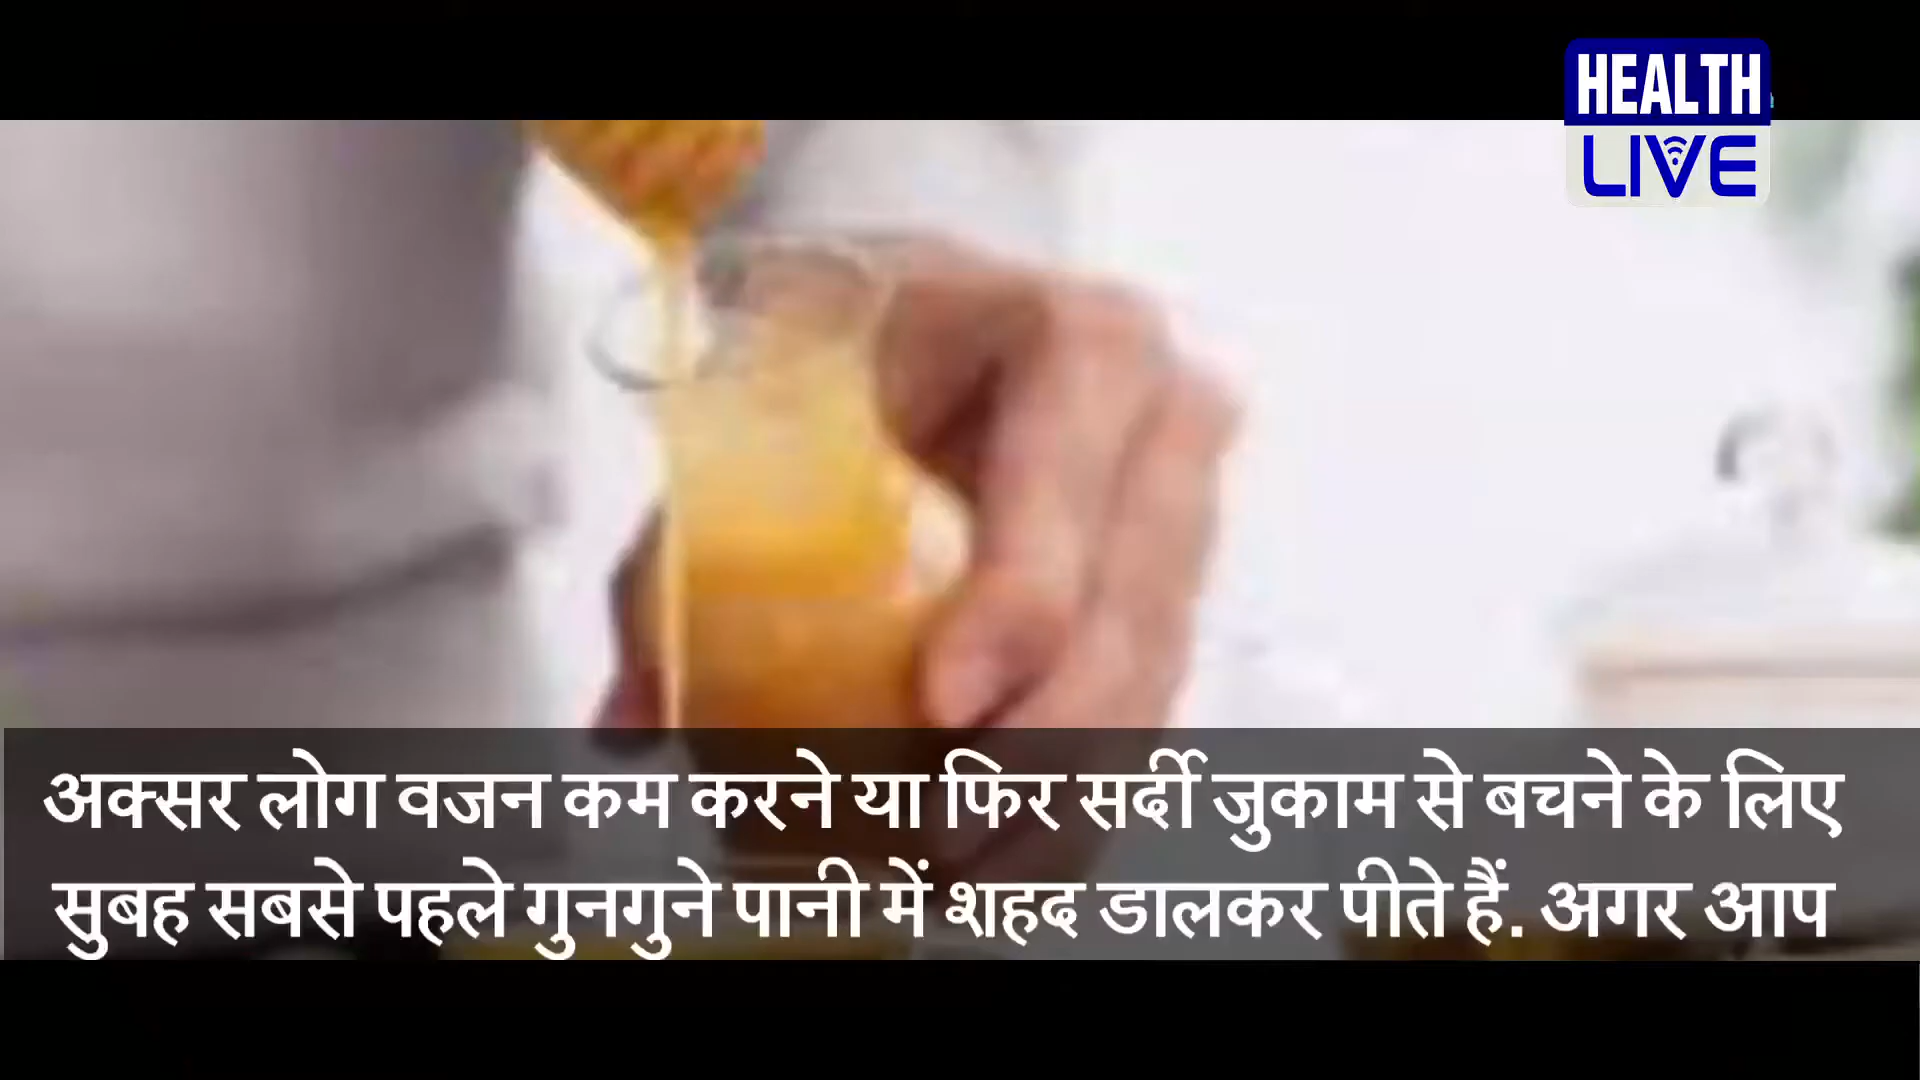 HEALTH
LIVE
अक्सर लोग वजन कम करने या फिर सर्दी जुकाम से बचने के लिए
सुबह सबसे पहले गुनगुने पानी में शहद डालकर पीते हैं. अगर आप